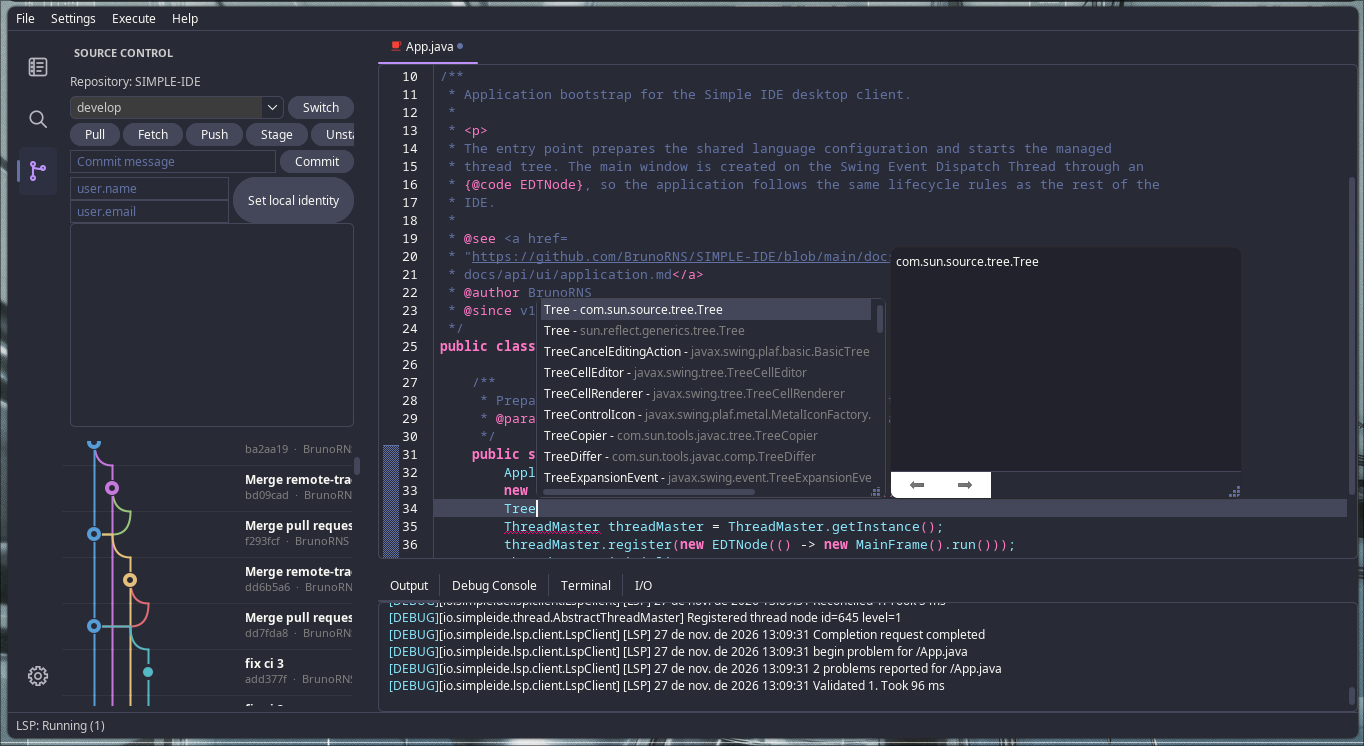 File Settings Execute Help
SOURCE CONTROL
Repository: SIMPLE-IDE
develop
Switch
Pull Fetch Push Stage
Commit message
Commit
user.name
user.email
Set local identity
ba2aa19 · BrunoRN
Merge remote-tra
bd09cad · BrunoRN
Merge pull reques
f293fcf · BrunoRNS
Merge remote-tra
dd6b5a6 · BrunoRN
Merge pull reques
dd7fda8 · BrunoRN
fix ci 3
add377f · BrunoRNS
App.java
10 /**
11 * Application bootstrap for the Simple IDE desktop client.
12 *
13 * <p>
14 * The entry point prepares the shared language configuration and starts the managed
15 * thread tree. The main window is created on the Swing Event Dispatch Thread through an
16 * {@code EDTNode}, so the application follows the same lifecycle rules as the rest of the
17 * IDE.
18 *
19 * @see <a href=
20 * "https://github.com/BrunoRNS/SIMPLE-IDE/blob/main/doc
21 * docs/api/ui/application.md</a>
22 * @author BrunoRNS
23 * @since v1
24 */
25 public class
26
27 /**
28 * Prepa
29 * @para
30 */
31 public s
32 Appl
33 new
34 Tree
35 ThreadMaster threadMaster = ThreadMaster.getInstance();
36 threadMaster.register(new EDTNode(() -> new MainFrame().run()));
Tree - com.sun.source.tree.Tree
Tree - sun.reflect.generics.tree.Tree
TreeCancelEditingAction - javax.swing.plaf.basic.BasicTree
TreeCellEditor - javax.swing.tree.TreeCellEditor
TreeCellRenderer - javax.swing.tree.TreeCellRenderer
TreeControlIcon - javax.swing.plaf.metal.MetalIconFactory.
TreeCopier - com.sun.tools.javac.tree.TreeCopier
TreeDiffer - com.sun.tools.javac.comp.TreeDiffer
TreeExpansionEvent - javax.swing.event.TreeExpansionEve
com.sun.source.tree.Tree
Output Debug Console Terminal I/O
[DEBUG][io.simpleide.thread.AbstractThreadMaster] Registered thread node id=645 level=1
[DEBUG][io.simpleide.lsp.client.LspClient] [LSP] 27 de nov. de 2026 13:09:31 Completion request completed
[DEBUG][io.simpleide.lsp.client.LspClient] [LSP] 27 de nov. de 2026 13:09:31 begin problem for /App.java
[DEBUG][io.simpleide.lsp.client.LspClient] [LSP] 27 de nov. de 2026 13:09:31 2 problems reported for /App.java
[DEBUG][io.simpleide.lsp.client.LspClient] [LSP] 27 de nov. de 2026 13:09:31 Validated 1. Took 96 ms
LSP: Running (1)